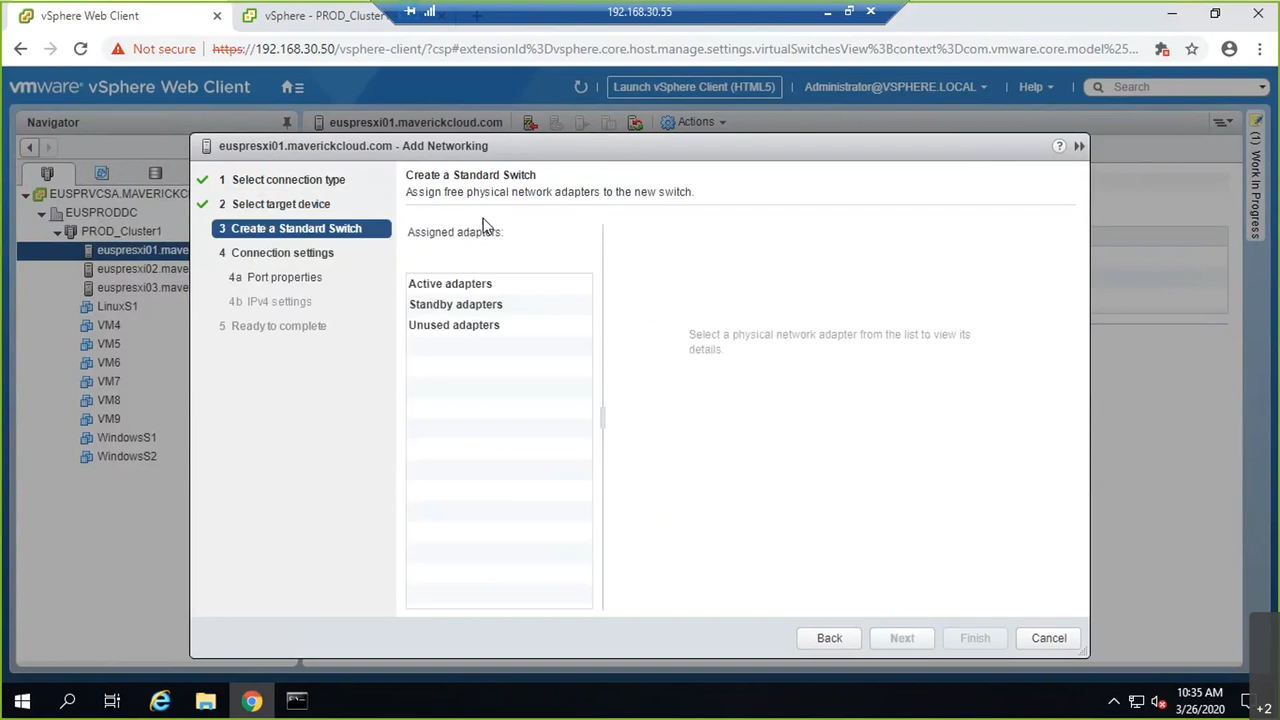 vSphere Web Client
vSphere - PROD_Cluster
192.168.30.55
Not secure
https://192.168.30.50/vsphere-client/?csp#extensionId%3Dvsphere.core.host.manage.settings.virtualSwitchesView%3Bcontext%3Dcom.vmware.core.model%25...
vmware® vSphere Web Client
Launch vSphere Client (HTML5)
Administrator@VSPHERE.LOCAL
Help
Search
Navigator
euspresxi01.maverickcloud.com
Actions
(1) Work In Progress
EUSPRVCSA.MAVERICKC
EUSPRODDC
PROD_Cluster1
euspresxi01.mave
euspresxi02.mave
euspresxi03.mave
LinuxS1
VM4
VM5
VM6
VM7
VM8
VM9
WindowsS1
WindowsS2
euspresxi01.maverickcloud.com - Add Networking
?
1 Select connection type
2 Select target device
3 Create a Standard Switch
4 Connection settings
4a Port properties
4b IPv4 settings
5 Ready to complete
Create a Standard Switch
Assign free physical network adapters to the new switch.
Assigned adapters:
Active adapters
Standby adapters
Unused adapters
Select a physical network adapter from the list to view its
details.
Back
Next
Finish
Cancel
10:35 AM
3/26/2020
+2